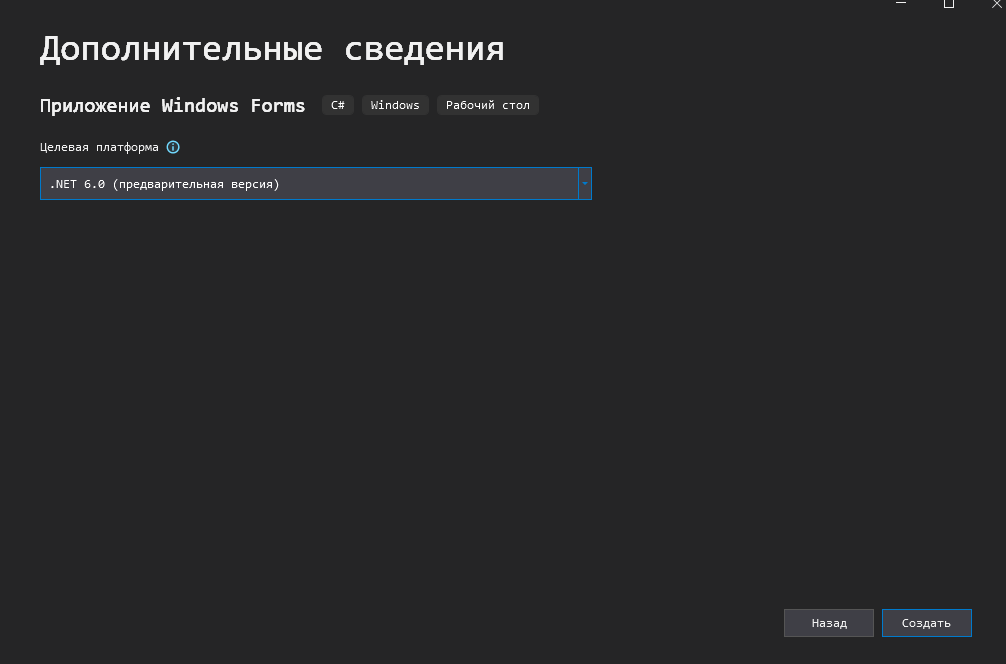 Дополнительные сведения
Приложение Windows Forms C# Windows Рабочий стол
Целевая платформа
.NET 6.0 (предварительная версия)
Назад Создать